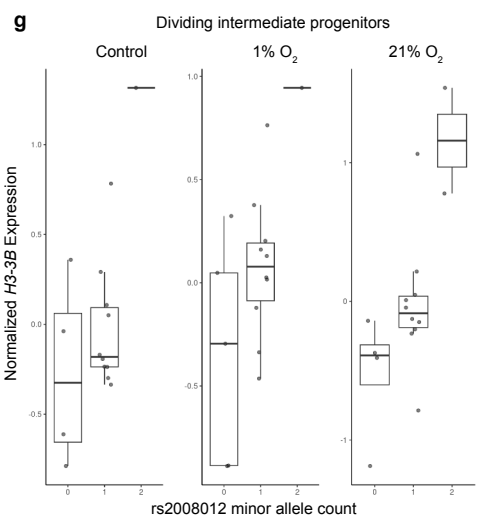 g
Dividing intermediate progenitors
Control
1% O2
21% O2
Normalized H3-3B Expression
1.0
0.5
0.0
-0.5
0 1 2
1.0
0.5
0.0
-0.5
0 1 2
1
0
-1
0 1 2
rs2008012 minor allele count